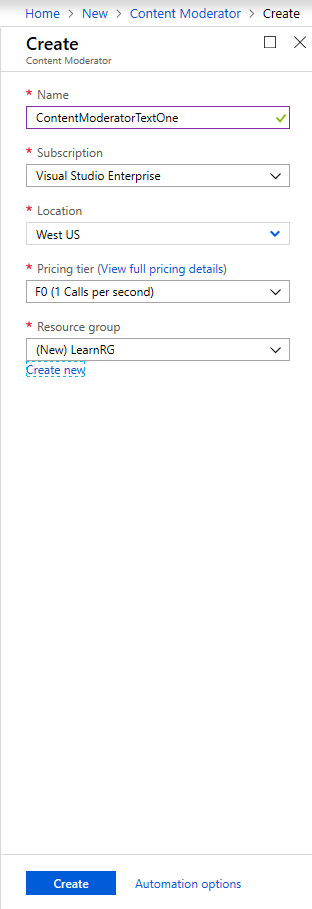 Home > New > Content Moderator > Create
Create
Content Moderator
* Name
ContentModeratorTextOne
* Subscription
Visual Studio Enterprise
* Location
West US
* Pricing tier (View full pricing details)
F0 (1 Calls per second)
* Resource group
(New) LearnRG
Create new
Create
Automation options